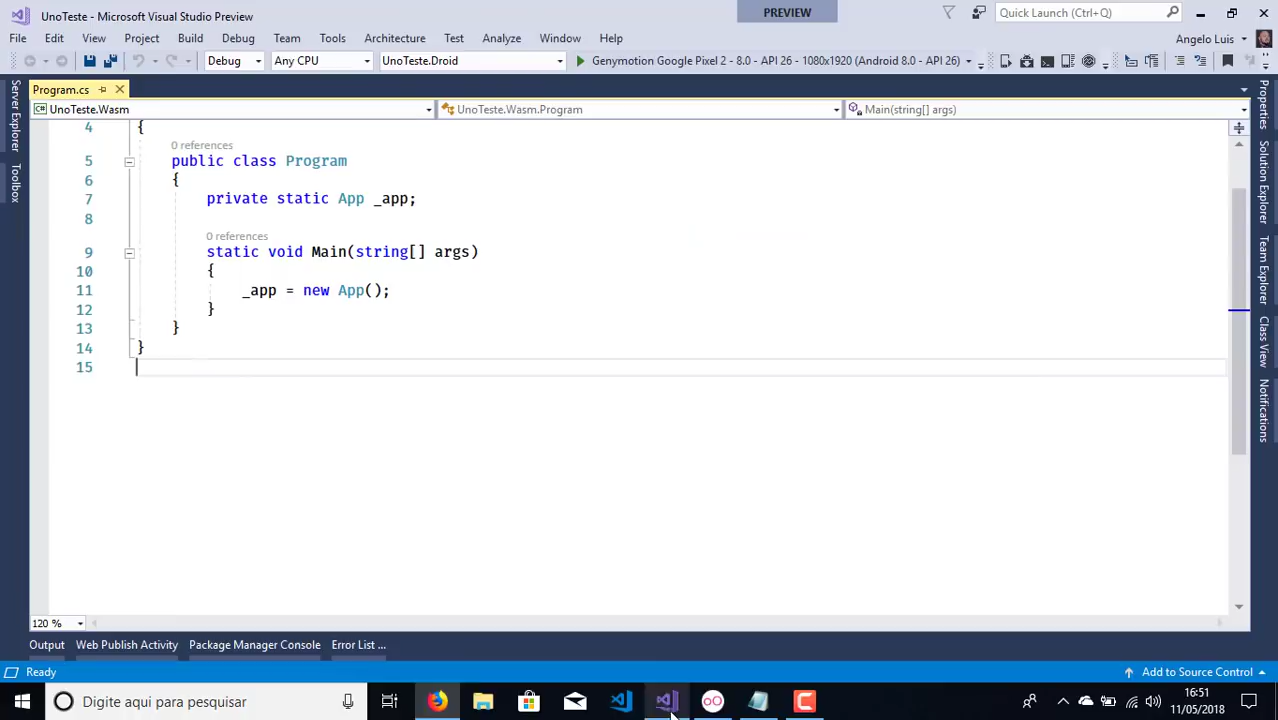 UnoTeste - Microsoft Visual Studio Preview
PREVIEW
Quick Launch (Ctrl+Q)
File Edit View Project Build Debug Team Tools Architecture Test Analyze Window Help
Angelo Luis
Debug Any CPU UnoTeste.Droid Genymotion Google Pixel 2 - 8.0 - API 26 - 1080x1920 (Android 8.0 - API 26)
Program.cs
UnoTeste.Wasm UnoTeste.Wasm.Program Main(string[] args)
Server Explorer
Toolbox
4 {
0 references
5 public class Program
6 {
7 private static App _app;
8
0 references
9 static void Main(string[] args)
10 {
11 _app = new App();
12 }
13 }
14 }
15
Properties
Solution Explorer
Team Explorer
Class View
Notifications
120 %
Output Web Publish Activity Package Manager Console Error List ...
Ready Add to Source Control
Digite aqui para pesquisar
16:51
11/05/2018